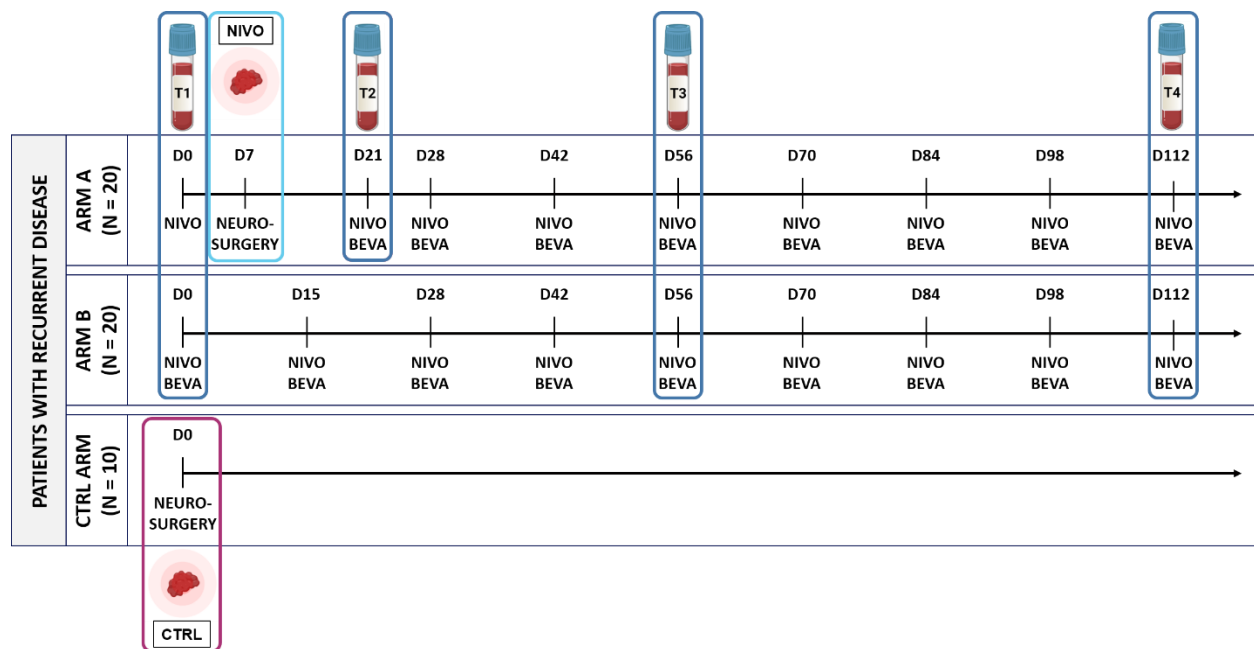 NIVO
T1
T2
T3
T4
PATIENTS WITH RECURRENT DISEASE
ARM A
(N = 20)
D0
D7
D21
D28
D42
D56
D70
D84
D98
D112
NIVO
NEURO-
SURGERY
NIVO
BEVA
NIVO
BEVA
NIVO
BEVA
NIVO
BEVA
NIVO
BEVA
NIVO
BEVA
NIVO
BEVA
NIVO
BEVA
ARM B
(N = 20)
D0
D15
D28
D42
D56
D70
D84
D98
D112
NIVO
BEVA
NIVO
BEVA
NIVO
BEVA
NIVO
BEVA
NIVO
BEVA
NIVO
BEVA
NIVO
BEVA
NIVO
BEVA
NIVO
BEVA
CTRL ARM
(N = 10)
D0
NEURO-
SURGERY
CTRL